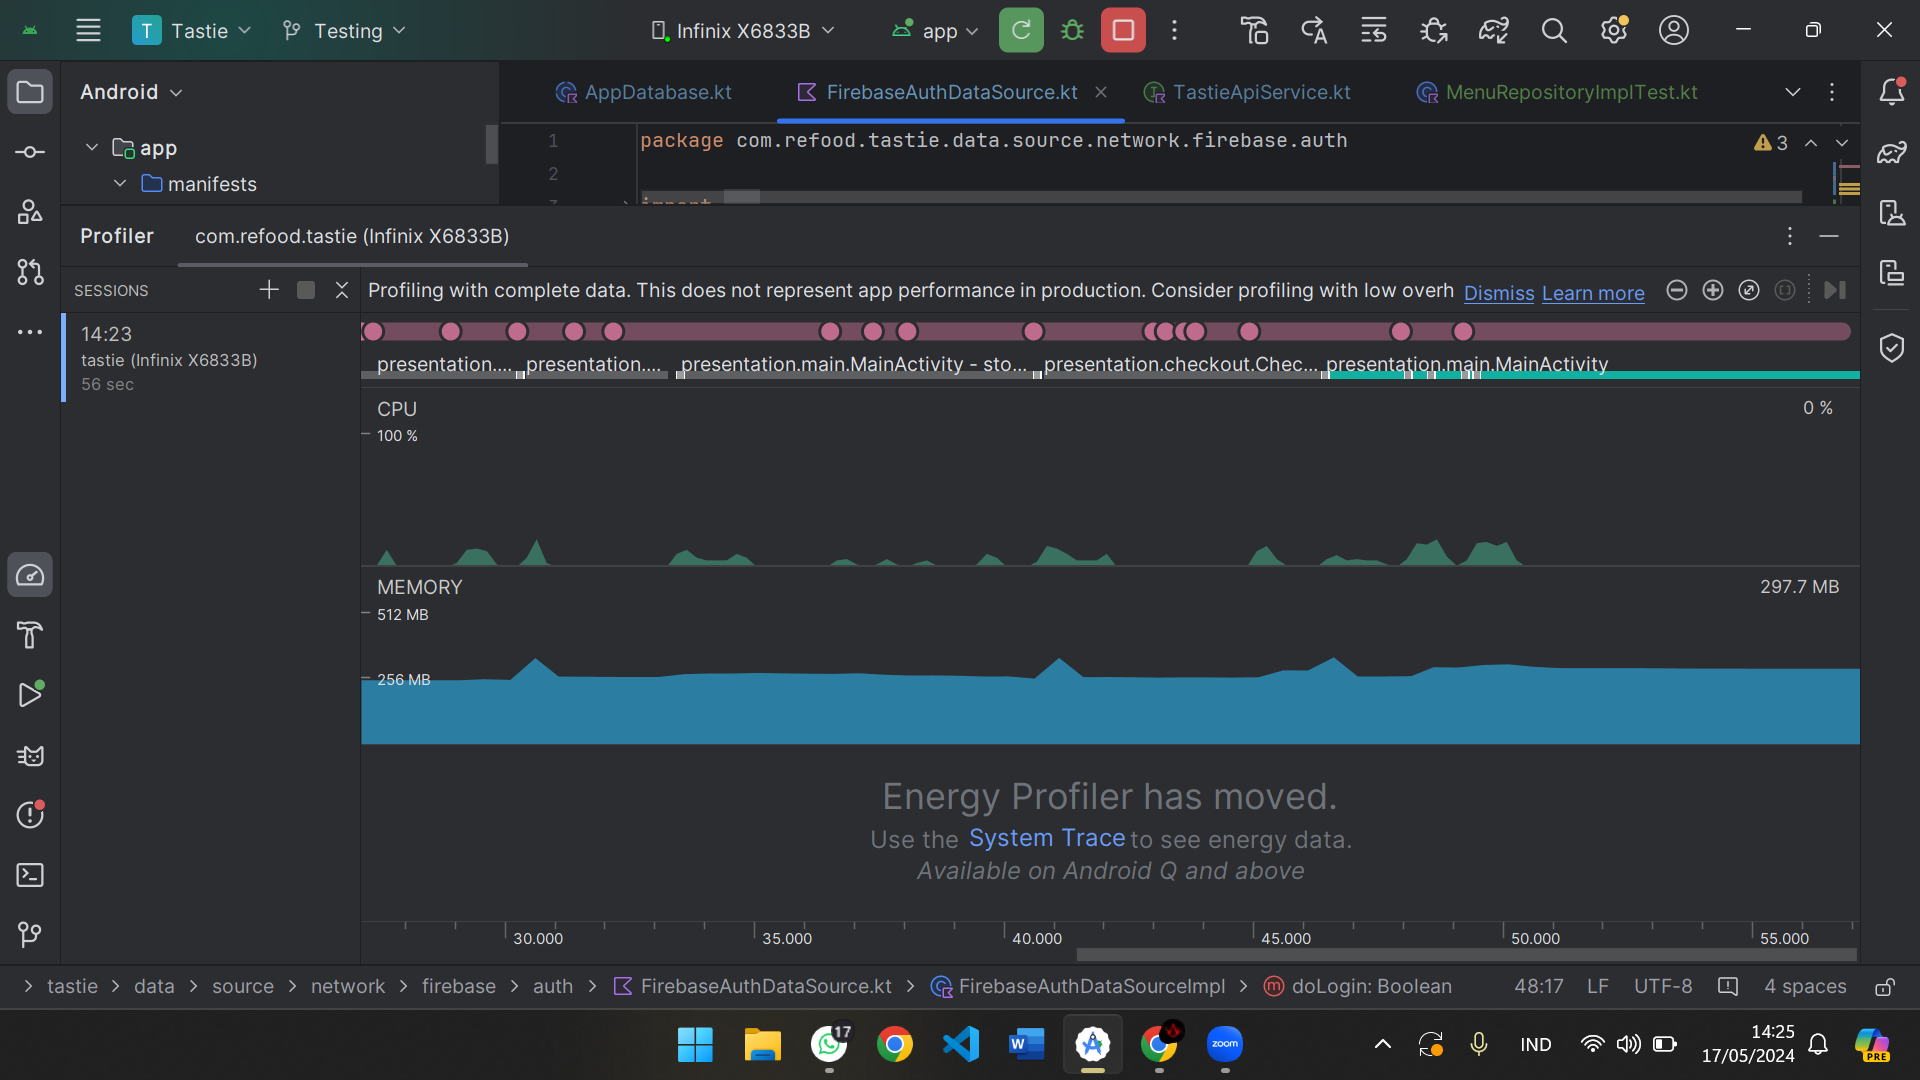 T Tastie Testing Infinix X6833B app
Android
AppDatabase.kt FirebaseAuthDataSource.kt TastieApiService.kt MenuRepositoryImplTest.kt
app
manifests
1 package com.refood.tastie.data.source.network.firebase.auth 3
2
Profiler com.refood.tastie (Infinix X6833B)
SESSIONS
Profiling with complete data. This does not represent app performance in production. Consider profiling with low overh Dismiss Learn more
14:23
tastie (Infinix X6833B)
56 sec
presentation.... presentation.... presentation.main.MainActivity - sto... presentation.checkout.Chec... presentation.main.MainActivity
CPU 0 %
100 %
MEMORY 297.7 MB
512 MB
256 MB
Energy Profiler has moved.
Use the System Trace to see energy data.
Available on Android Q and above
30.000 35.000 40.000 45.000 50.000 55.000
tastie data source network firebase auth FirebaseAuthDataSource.kt FirebaseAuthDataSourceImpl m doLogin: Boolean 48:17 LF UTF-8 4 spaces
17
W
zoom
IND
14:25
17/05/2024
PRE